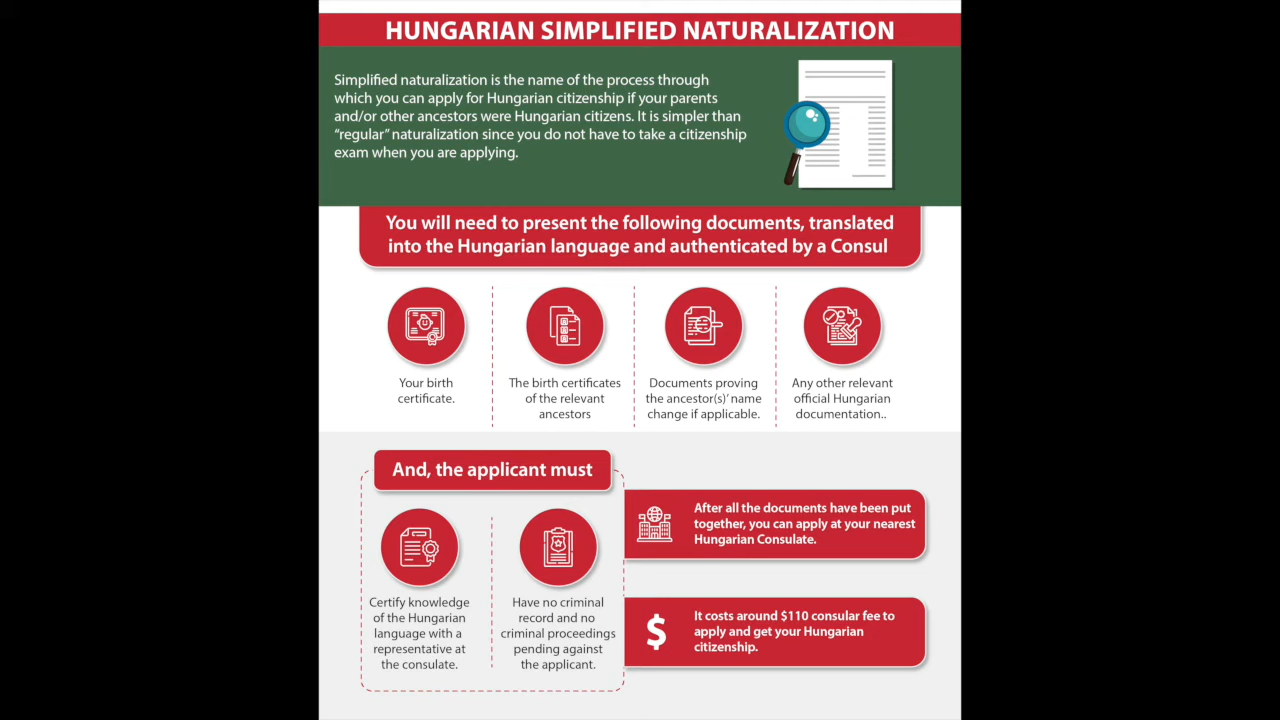 HUNGARIAN SIMPLIFIED NATURALIZATION
Simplified naturalization is the name of the process through
which you can apply for Hungarian citizenship if your parents
and/or other ancestors were Hungarian citizens. It is simpler than
“regular” naturalization since you do not have to take a citizenship
exam when you are applying.
You will need to present the following documents, translated
into the Hungarian language and authenticated by a Consul
Your birth
certificate.
The birth certificates
of the relevant
ancestors
Documents proving
the ancestor(s)’ name
change if applicable.
Any other relevant
official Hungarian
documentation..
And, the applicant must
Certify knowledge
of the Hungarian
language with a
representative at
the consulate.
Have no criminal
record and no
criminal proceedings
pending against
the applicant.
After all the documents have been put
together, you can apply at your nearest
Hungarian Consulate.
$
It costs around $110 consular fee to
apply and get your Hungarian
citizenship.